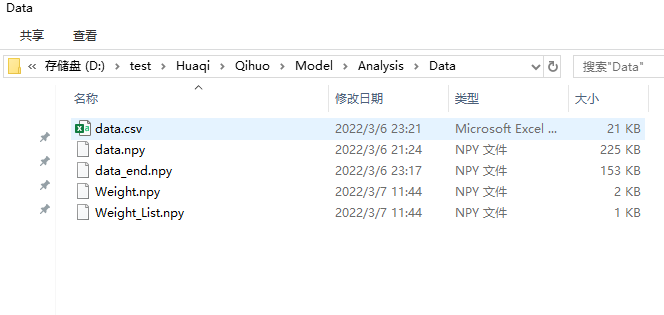 Data
共享 查看
« 存储盘 (D:) › test › Huaqi › Qihuo › Model › Analysis › Data 搜索"Data"
名称 修改日期 类型 大小
data.csv 2022/3/6 23:21 Microsoft Excel ... 21 KB
data.npy 2022/3/6 21:24 NPY 文件 225 KB
data_end.npy 2022/3/6 23:17 NPY 文件 153 KB
Weight.npy 2022/3/7 11:44 NPY 文件 2 KB
Weight_List.npy 2022/3/7 11:44 NPY 文件 1 KB